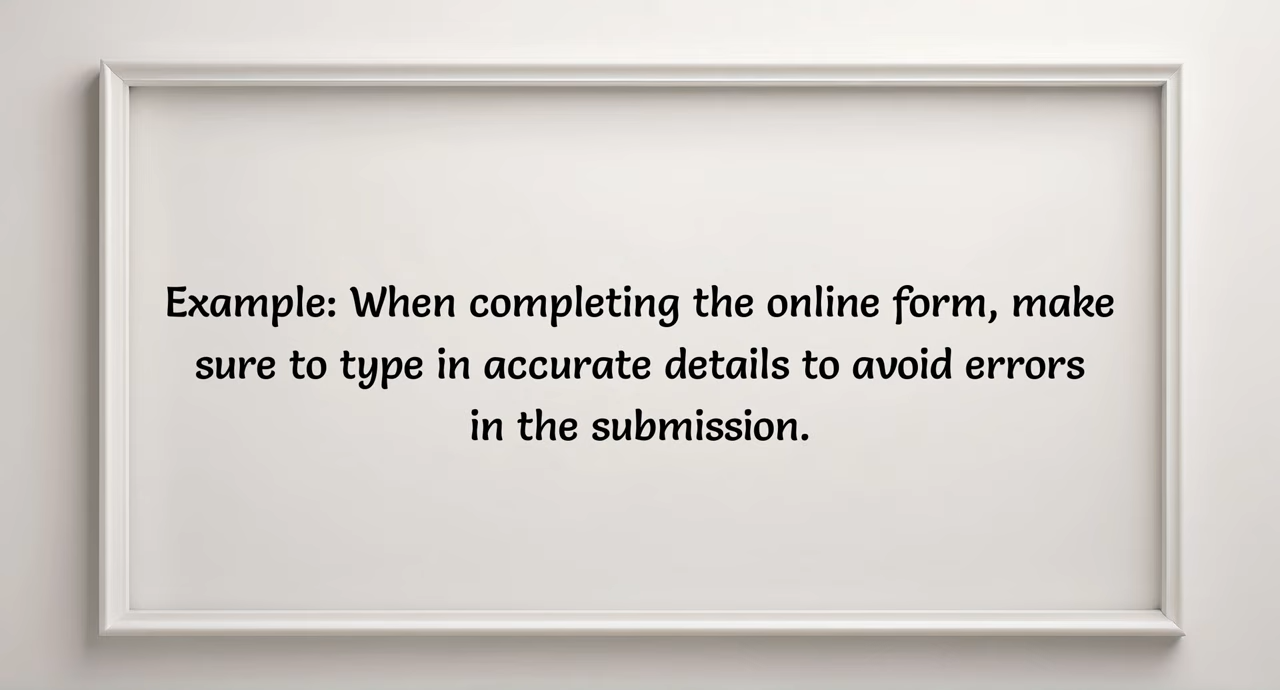 Example: When completing the online form, make
sure to type in accurate details to avoid errors
in the submission.